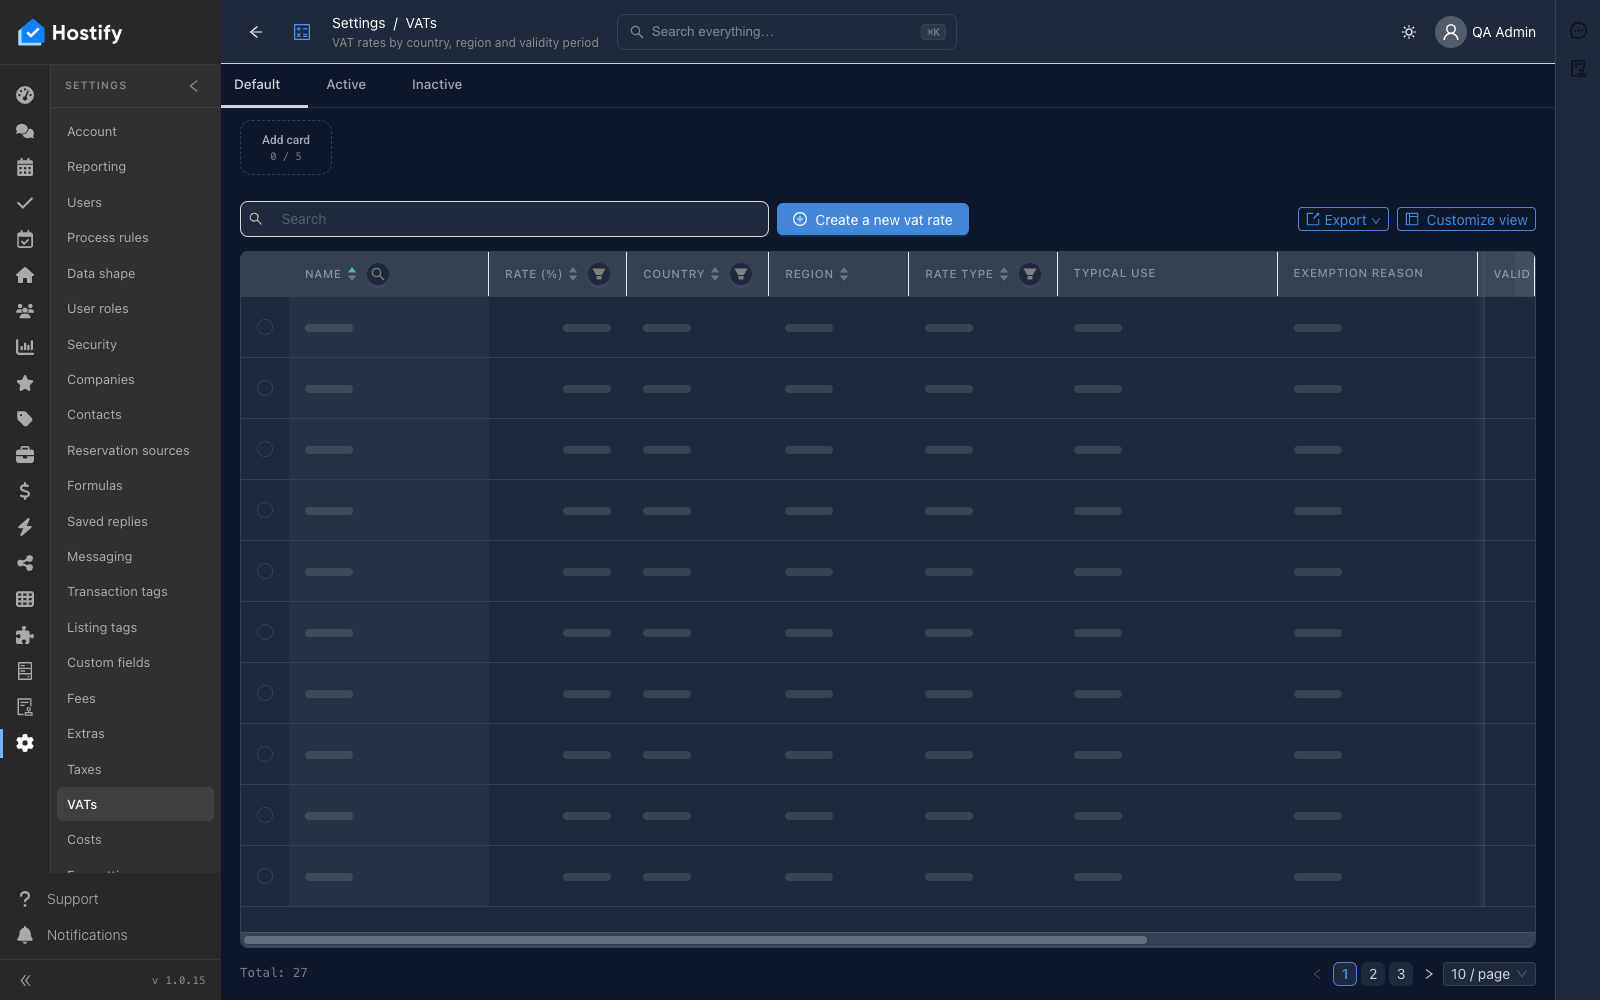 Hostify
Settings / VATs
VAT rates by country, region and validity period
Search everything...
⌘K
QA Admin
SETTINGS
Account
Reporting
Users
Process rules
Data shape
User roles
Security
Companies
Contacts
Reservation sources
Formulas
Saved replies
Messaging
Transaction tags
Listing tags
Custom fields
Fees
Extras
Taxes
VATs
Costs
Support
Notifications
v 1.0.15
Default
Active
Inactive
Add card
0 / 5
Search
Create a new vat rate
Export
Customize view
NAME
RATE (%)
COUNTRY
REGION
RATE TYPE
TYPICAL USE
EXEMPTION REASON
VALID
Total: 27
1
2
3
10 / page